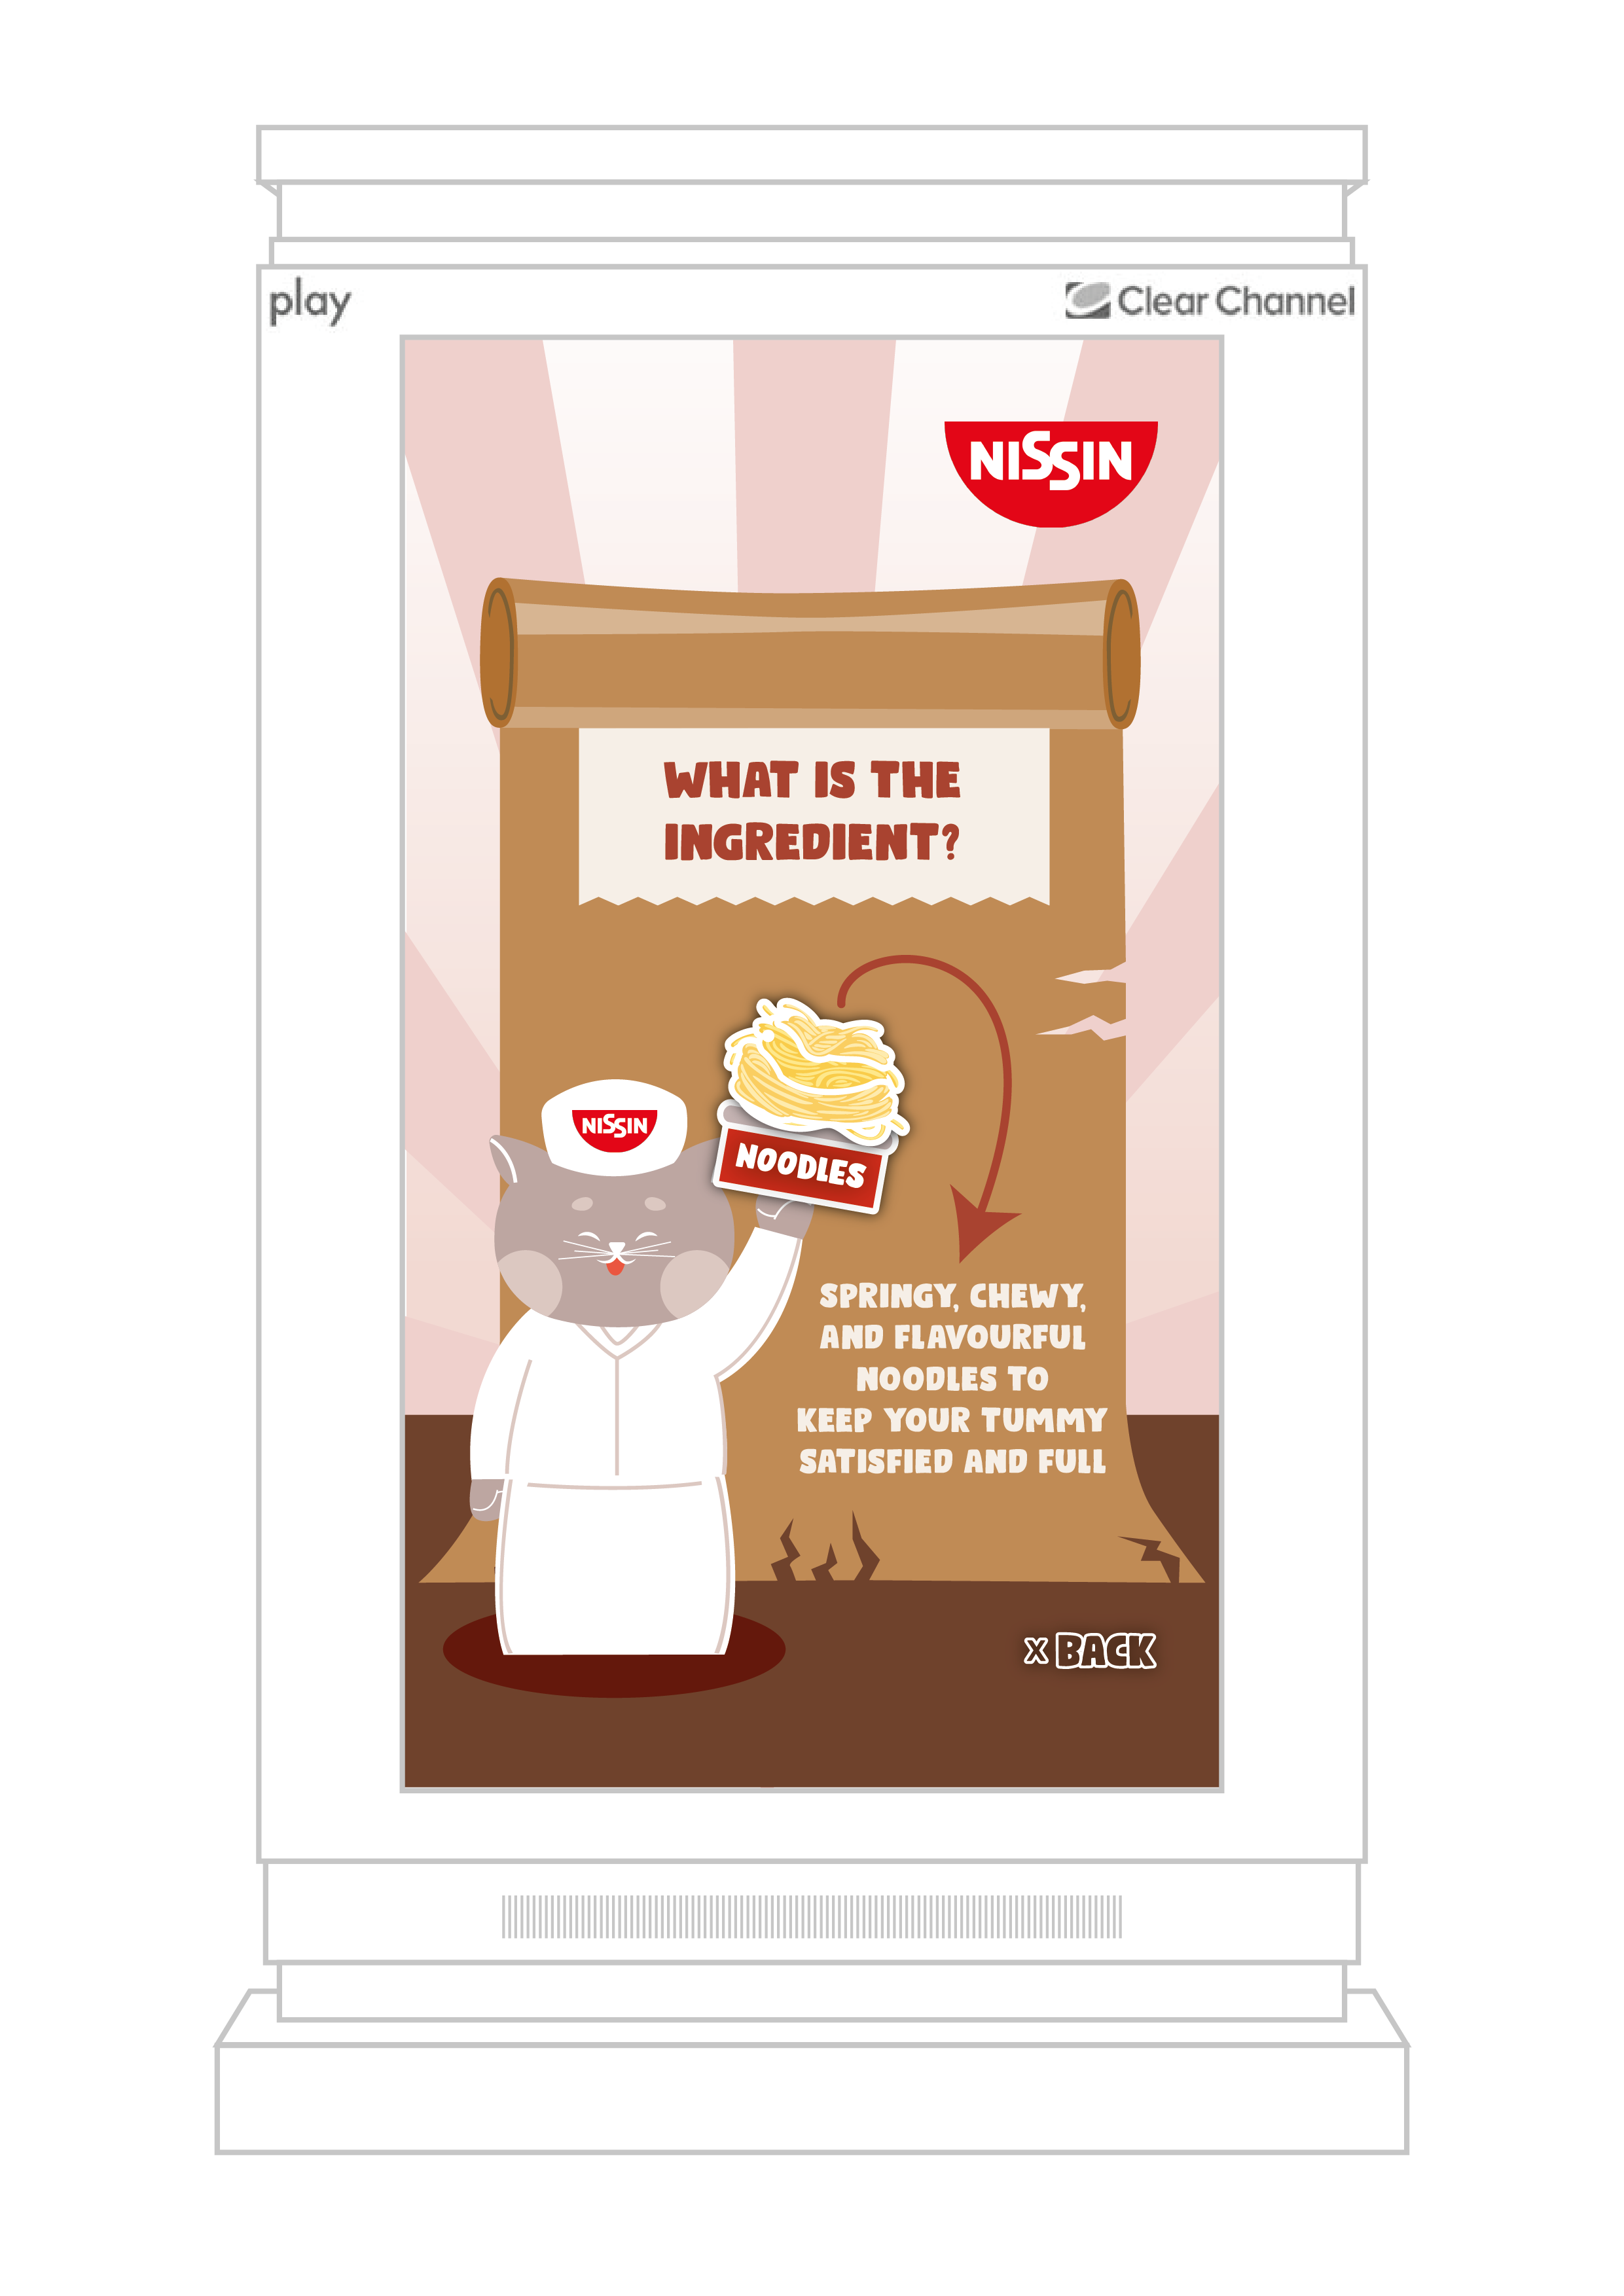 play
Clear Channel
NISSIN
WHAT IS THE
INGREDIENT?
NOODLES
NISSIN
SPRINGY, CHEWY,
AND FLAVOURFUL
NOODLES TO
KEEP YOUR TUMMY
SATISFIED AND FULL
X BACK